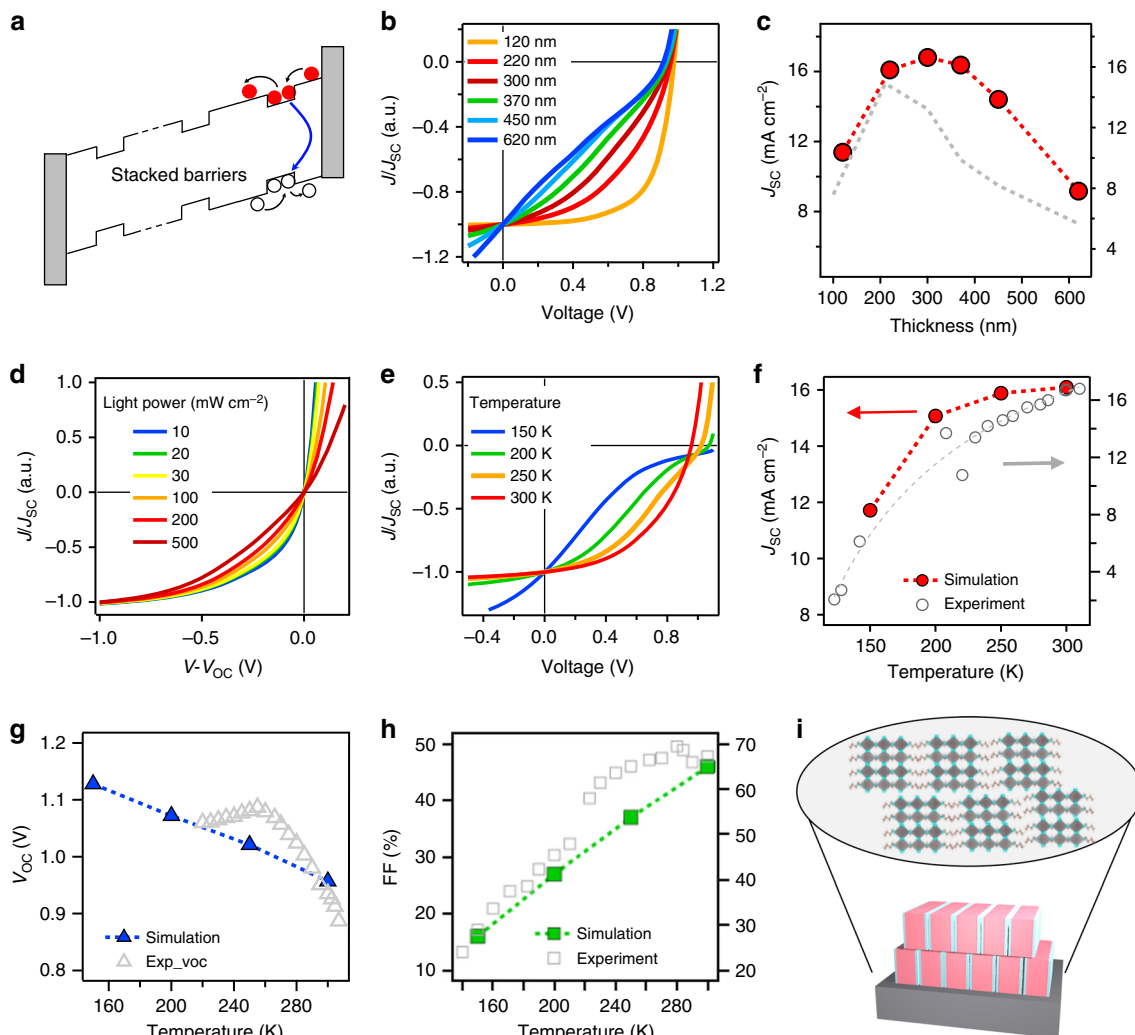 a
Stacked barriers
b
120 nm
220 nm
300 nm
370 nm
450 nm
620 nm
J/JSC (a.u.)
0.0
−0.4
−0.8
−1.2
0.0 0.4 0.8 1.2
Voltage (V)
c
JSC (mA cm−2)
16
12
8
16
12
8
4
100 200 300 400 500 600
Thickness (nm)
d
Light power (mW cm−2)
10
20
30
100
200
500
J/JSC (a.u.)
1.0
0.5
0.0
−0.5
−1.0
−1.0 −0.5 0.0
V-VOC (V)
e
Temperature
150 K
200 K
250 K
300 K
J/JSC (a.u.)
0.5
0.0
−0.5
−1.0
−0.4 0.0 0.4 0.8
Voltage (V)
f
JSC (mA cm−2)
16
14
12
10
8
16
12
8
4
Simulation
Experiment
150 200 250 300
Temperature (K)
g
VOC (V)
1.2
1.1
1.0
0.9
0.8
Simulation
Exp_voc
160 200 240 280
Temperature (K)
h
FF (%)
50
40
30
20
10
70
60
50
40
30
20
Simulation
Experiment
160 200 240 280
Temperature (K)
i